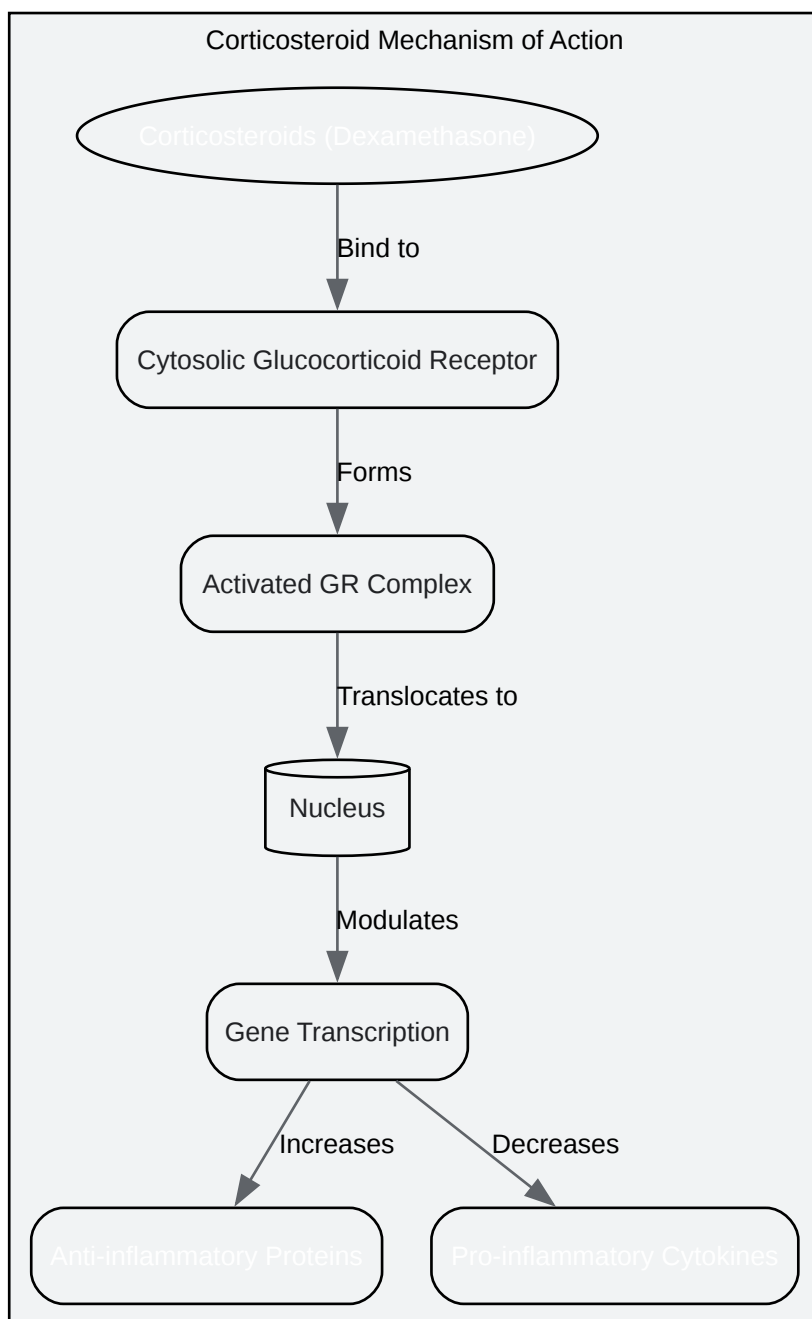 Corticosteroid Mechanism of Action
Corticosteroids (Dexamethasone)
Bind to
Cytosolic Glucocorticoid Receptor
Forms
Activated GR Complex
Translocates to
Nucleus
Modulates
Gene Transcription
Increases
Decreases
Anti-inflammatory Proteins
Pro-inflammatory Cytokines